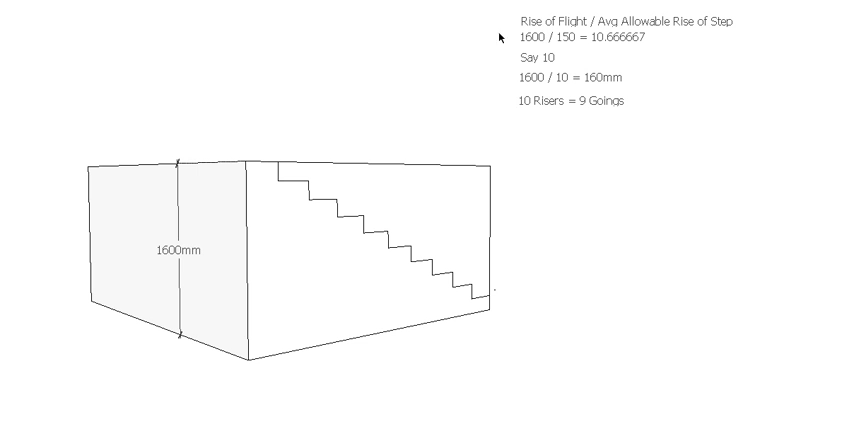 Rise of Flight / Avg Allowable Rise of Step
1600 / 150 = 10.666667
Say 10
1600 / 10 = 160mm
10 Risers = 9 Goings
1600mm